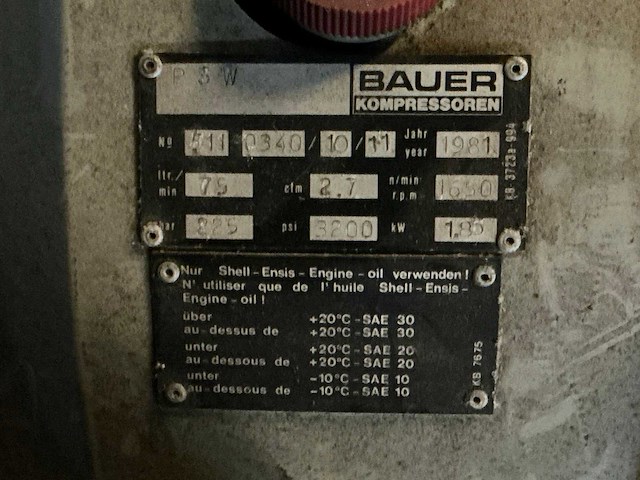 P 3 W
BAUER
KOMPRESSOREN
No 511 0340 / 10 / 11 Jahr year 1981
ltr./min 75 cfm 2.7 n/min r.p.m 1650
bar 225 psi 3200 kW 1.85
KB 3723a-994
Nur Shell-Ensis-Engine-oil verwenden!
N'utiliser que de l'huile Shell-Ensis-
Engine-oil!
über +20°C-SAE 30
au-dessus de +20°C-SAE 30
unter +20°C-SAE 20
au-dessous de +20°C-SAE 20
unter -10°C-SAE 10
au-dessous de -10°C-SAE 10
KB 7675